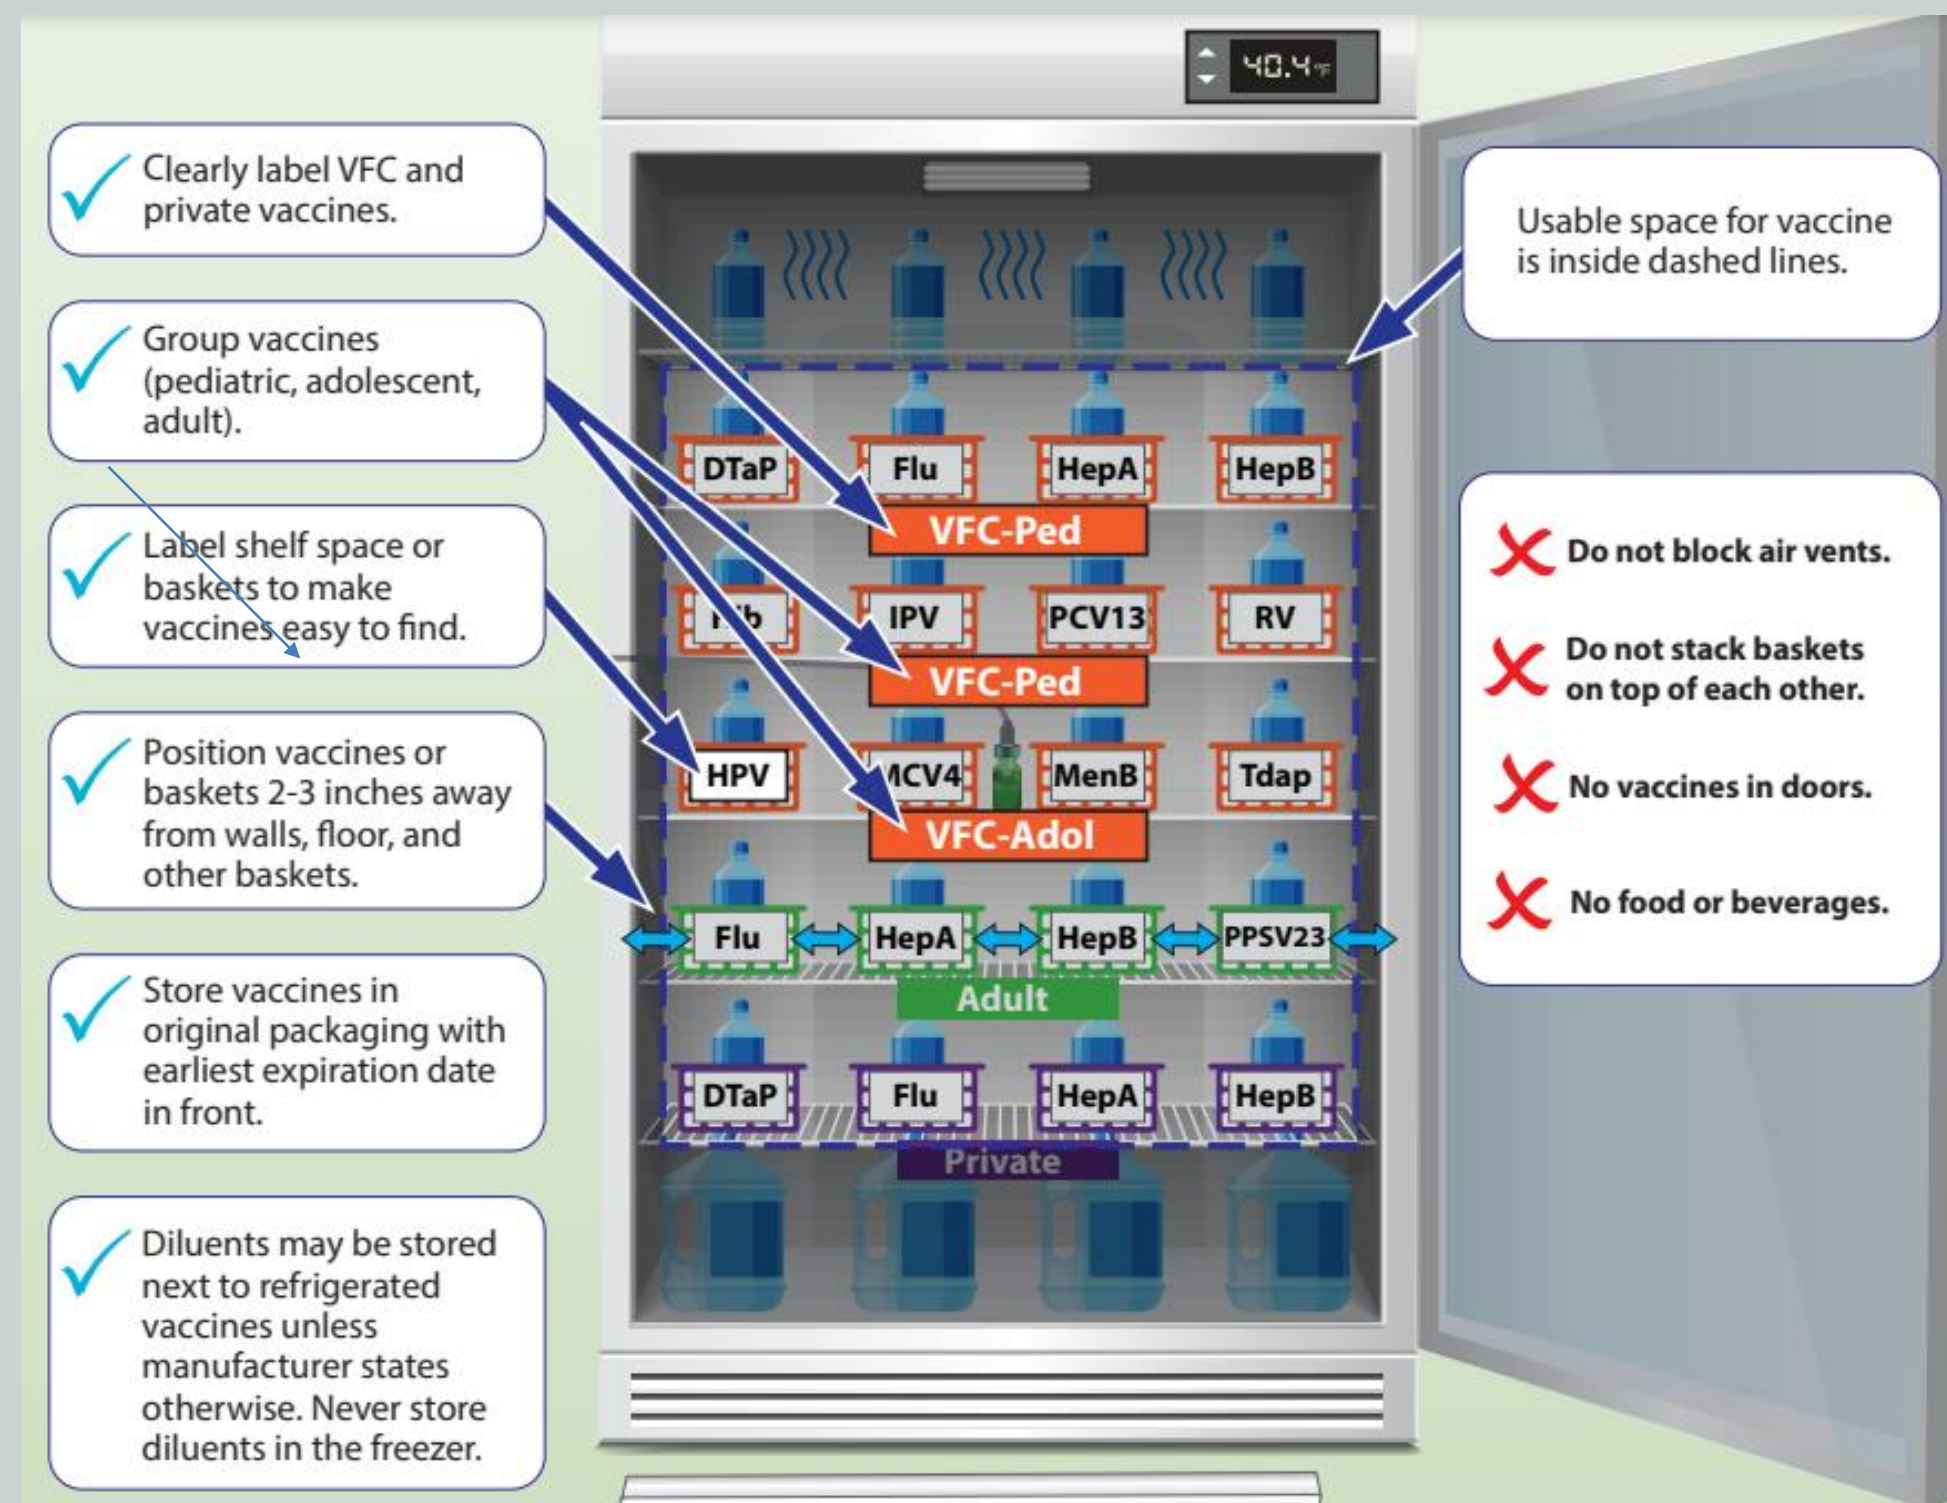 40.4°F
Clearly label VFC and
private vaccines.
Group vaccines
(pediatric, adolescent,
adult).
Label shelf space or
baskets to make
vaccines easy to find.
Position vaccines or
baskets 2-3 inches away
from walls, floor, and
other baskets.
Store vaccines in
original packaging with
earliest expiration date
in front.
Diluents may be stored
next to refrigerated
vaccines unless
manufacturer states
otherwise. Never store
diluents in the freezer.
DTaP Flu HepA HepB
VFC-Ped
IPV PCV13 RV
VFC-Ped
HPV MCV4 MenB Tdap
VFC-Adol
Flu HepA HepB PPSV23
Adult
DTaP Flu HepA HepB
Private
Usable space for vaccine
is inside dashed lines.
Do not block air vents.
Do not stack baskets
on top of each other.
No vaccines in doors.
No food or beverages.